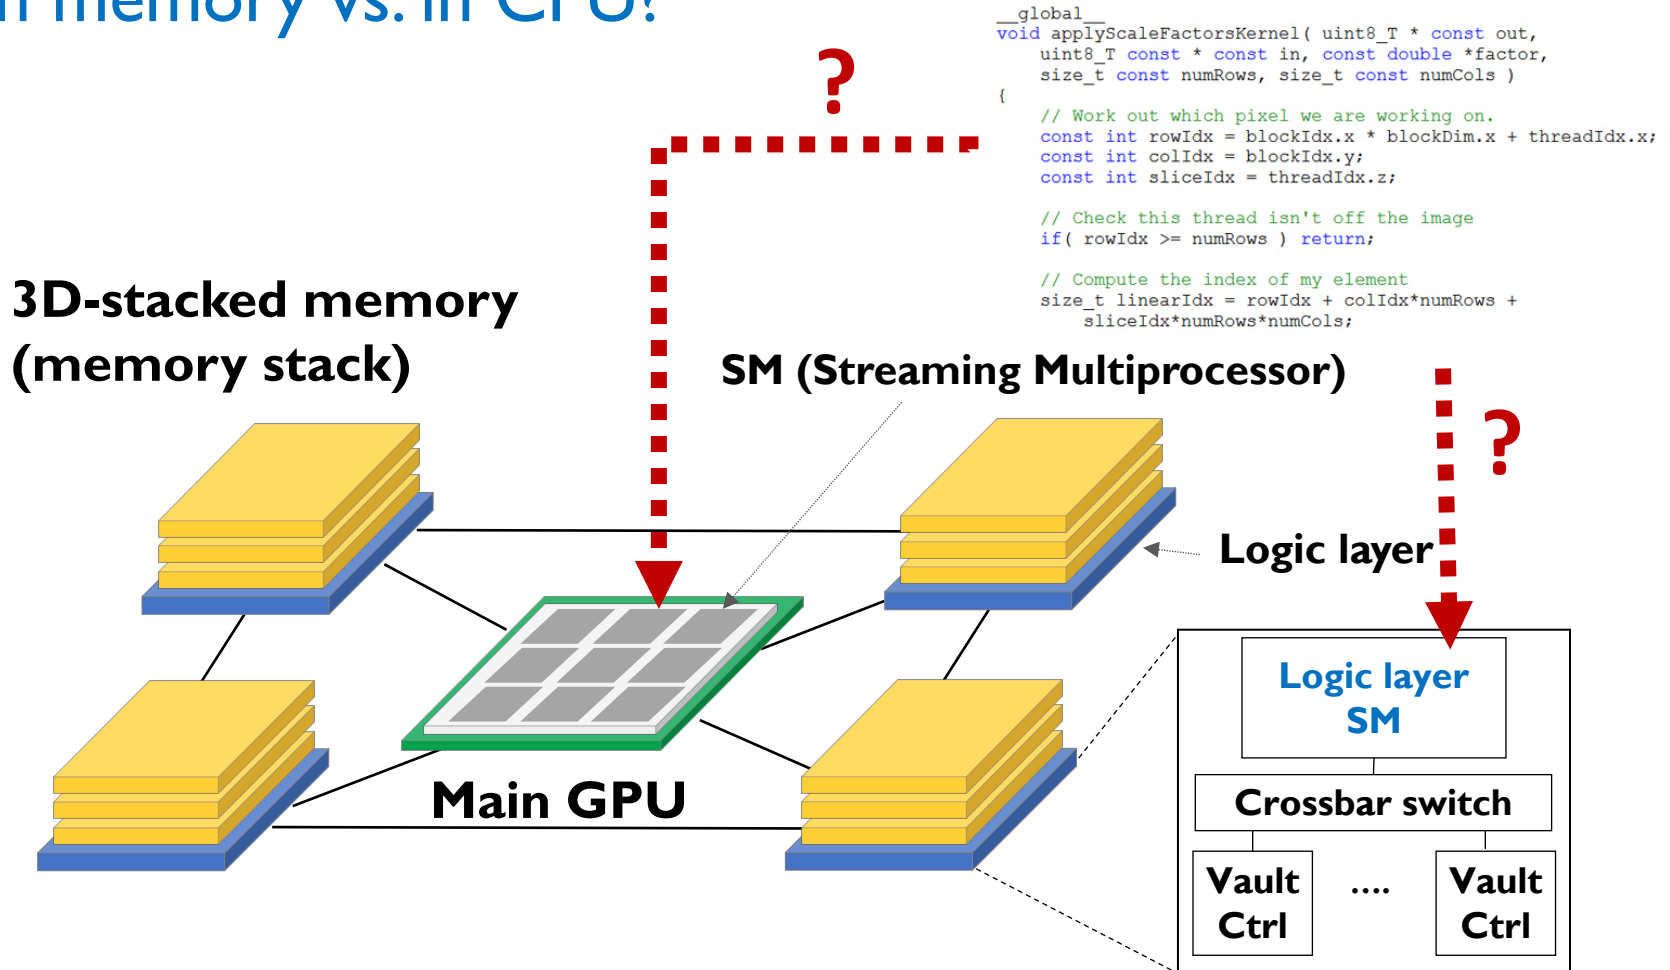 memory vs. in CPU?
__global__
void applyScaleFactorsKernel( uint8_T * const out,
uint8_T const * const in, const double *factor,
size_t const numRows, size_t const numCols )
{
// Work out which pixel we are working on.
const int rowIdx = blockIdx.x * blockDim.x + threadIdx.x;
const int colIdx = blockIdx.y;
const int sliceIdx = threadIdx.z;
// Check this thread isn't off the image
if( rowIdx >= numRows ) return;
// Compute the index of my element
size_t linearIdx = rowIdx + colIdx*numRows +
sliceIdx*numRows*numCols;
?
3D-stacked memory
(memory stack)
SM (Streaming Multiprocessor)
?
Logic layer
Main GPU
Logic layer
SM
Crossbar switch
Vault
Ctrl
....
Vault
Ctrl